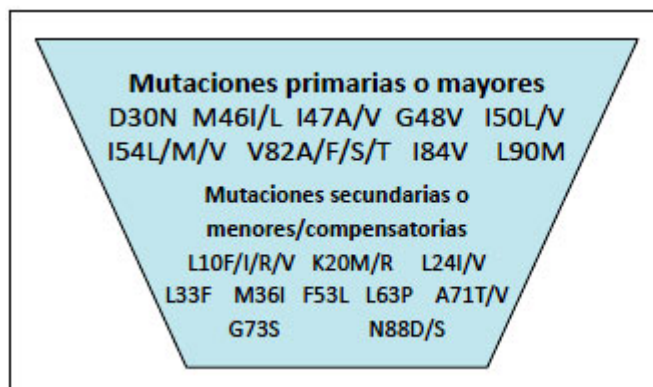 Mutaciones primarias o mayores
D30N M46I/L I47A/V G48V I50L/V
I54L/M/V V82A/F/S/T I84V L90M
Mutaciones secundarias o
menores/compensatorias
L10F/I/R/V K20M/R L24I/V
L33F M36I F53L L63P A71T/V
G73S N88D/S